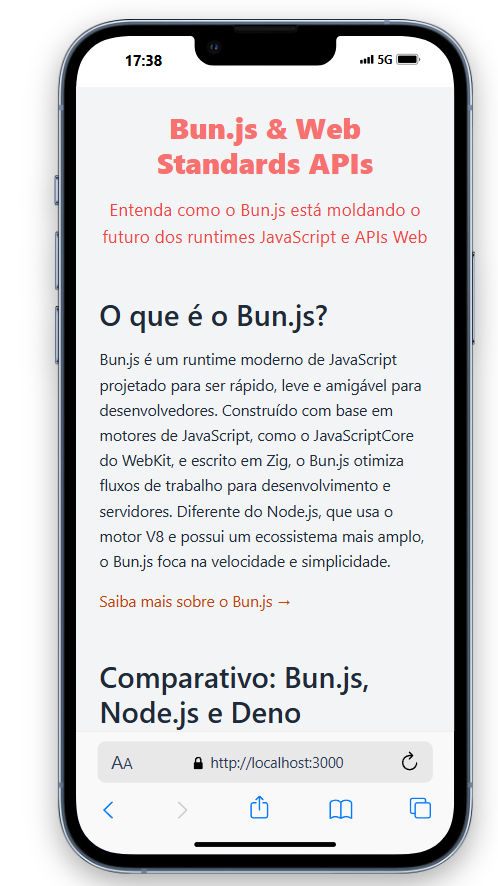 17:38
5G
Bun.js & Web
Standards APIs
Entenda como o Bun.js está moldando o
futuro dos runtimes JavaScript e APIs Web
O que é o Bun.js?
Bun.js é um runtime moderno de JavaScript
projetado para ser rápido, leve e amigável para
desenvolvedores. Construído com base em
motores de JavaScript, como o JavaScriptCore
do WebKit, e escrito em Zig, o Bun.js otimiza
fluxos de trabalho para desenvolvimento e
servidores. Diferente do Node.js, que usa o
motor V8 e possui um ecossistema mais amplo,
o Bun.js foca na velocidade e simplicidade.
Saiba mais sobre o Bun.js →
Comparativo: Bun.js,
Node.js e Deno
AA
http://localhost:3000